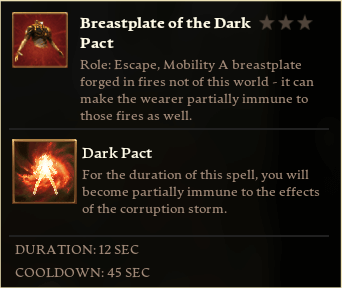 Breastplate of the Dark
Pact
Role: Escape, Mobility A breastplate
forged in fires not of this world - it can
make the wearer partially immune to
those fires as well.
Dark Pact
For the duration of this spell, you will
become partially immune to the effects
of the corruption storm.
DURATION: 12 SEC
COOLDOWN: 45 SEC